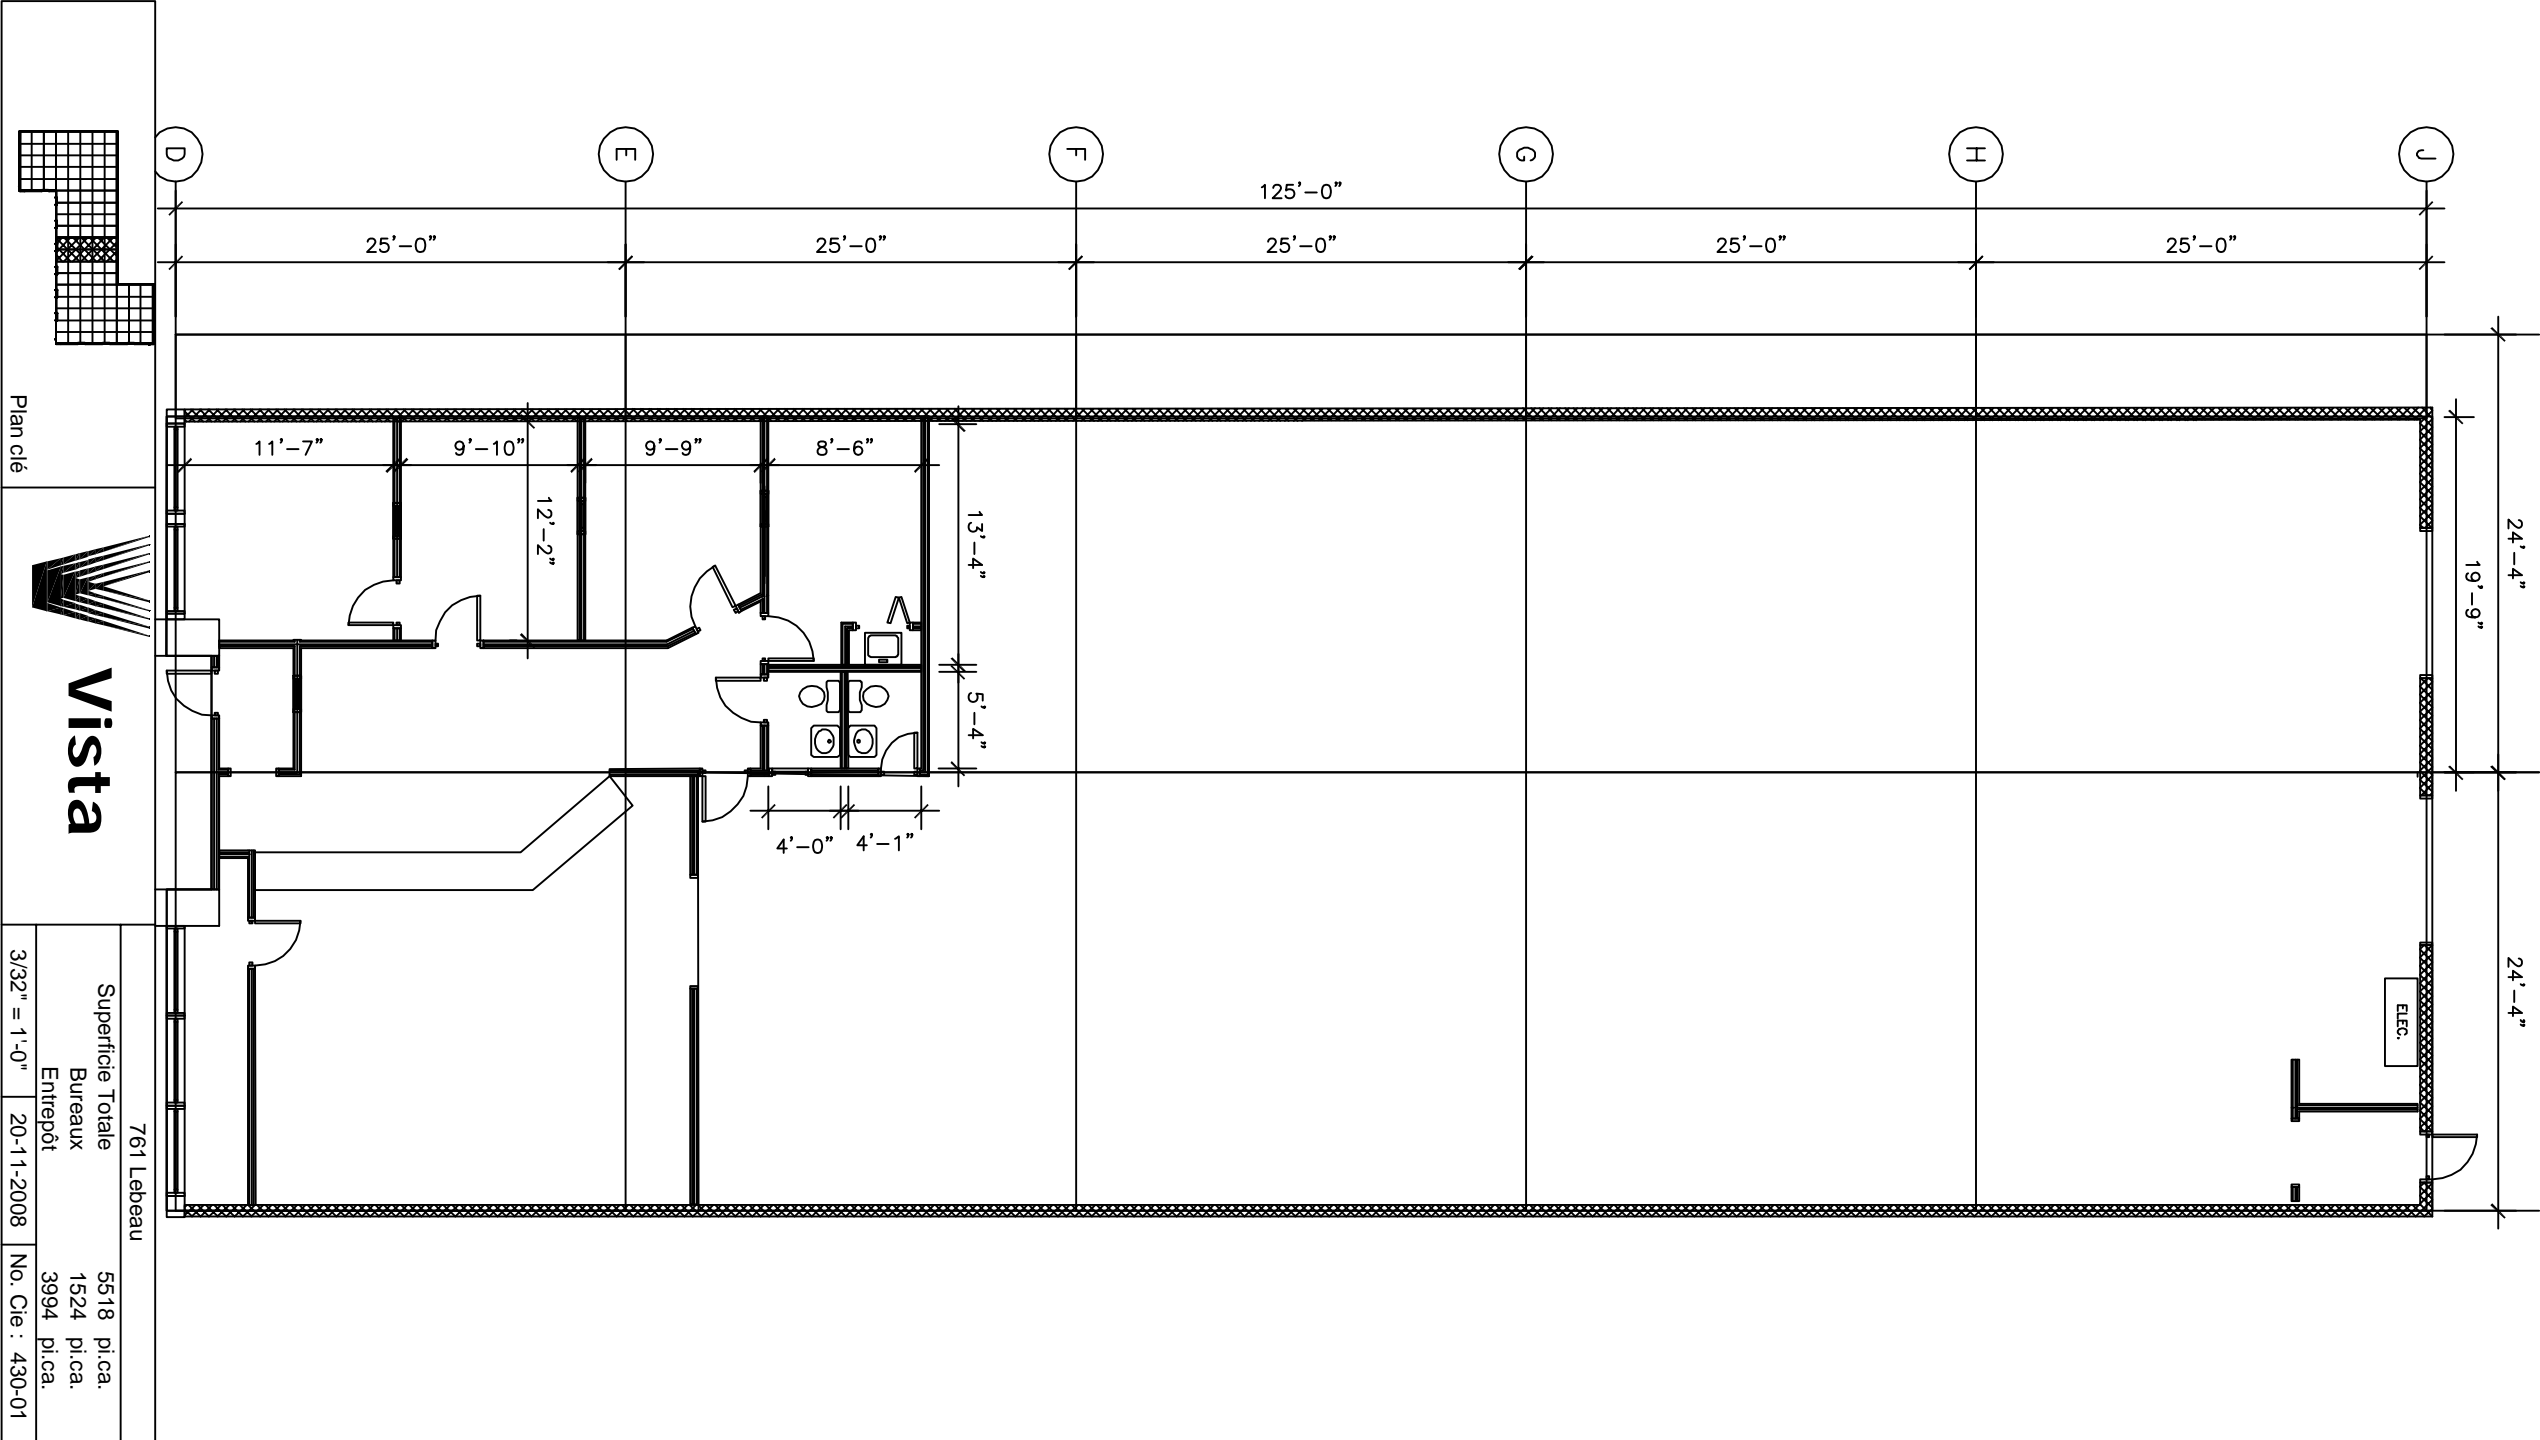 D
E
F
G
H
J
125'-0"
25'-0"
25'-0"
25'-0"
25'-0"
25'-0"
24'-4"
19'-9"
24'-4"
11'-7"
9'-10"
9'-9"
8'-6"
12'-2"
13'-4"
5'-4"
4'-0"
4'-1"
ELEC.
Plan clé
Vista
761 Lebeau
Superficie Totale 5518 pi.ca.
Bureaux 1524 pi.ca.
Entrepôt 3994 pi.ca.
3/32" = 1'-0" 20-11-2008 No. Cie : 430-01